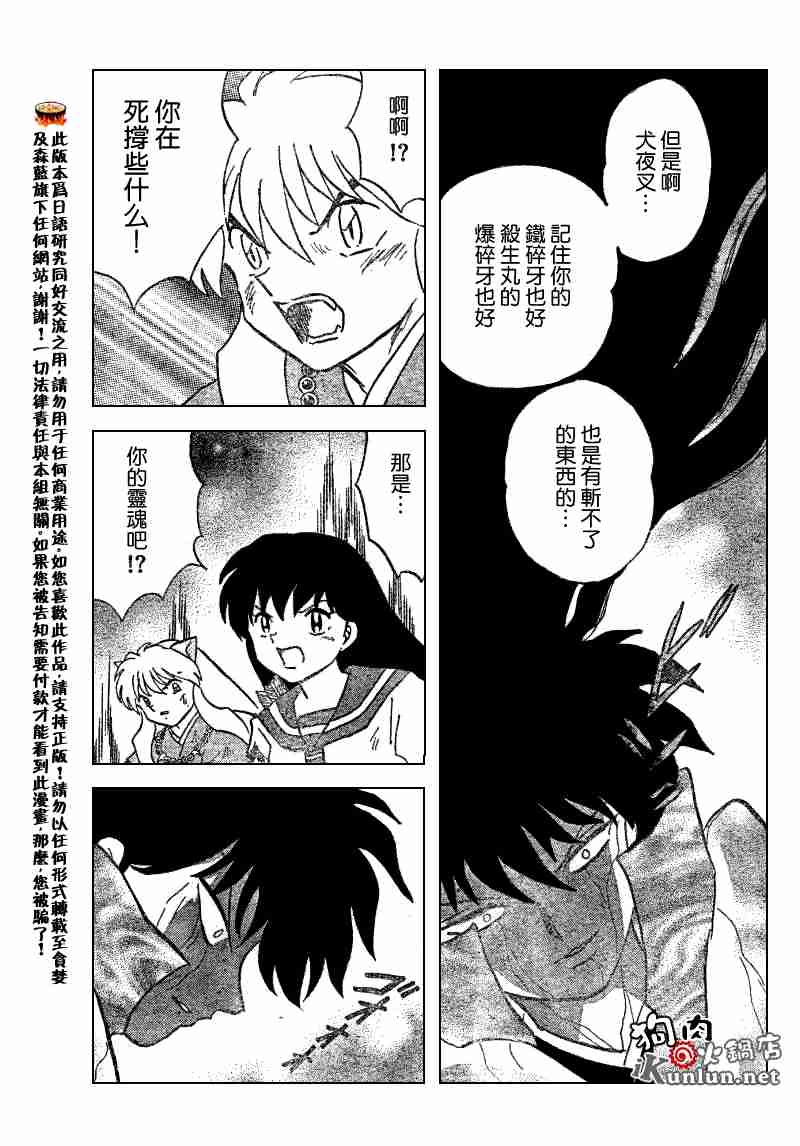 但是啊
犬夜叉…
記住你的
鐵碎牙也好
殺生丸的
爆碎牙也好
也是有斬不了
的東西的…
啊啊!?
你在
死撐些什么!
那是…
你的靈魂吧!?
此版本爲日語研究同好交流之用，請勿用于任何商業用途。如您喜歡此作品，請支持正版！請勿以任何形式轉載至貪婪
及森藍旗下任何網站，謝謝！一切法律責任與本組無關。如果您被告知需要付款才能看到此漫畫，那麽，您被騙了！
狗肉
火鍋店
iKunlun.net